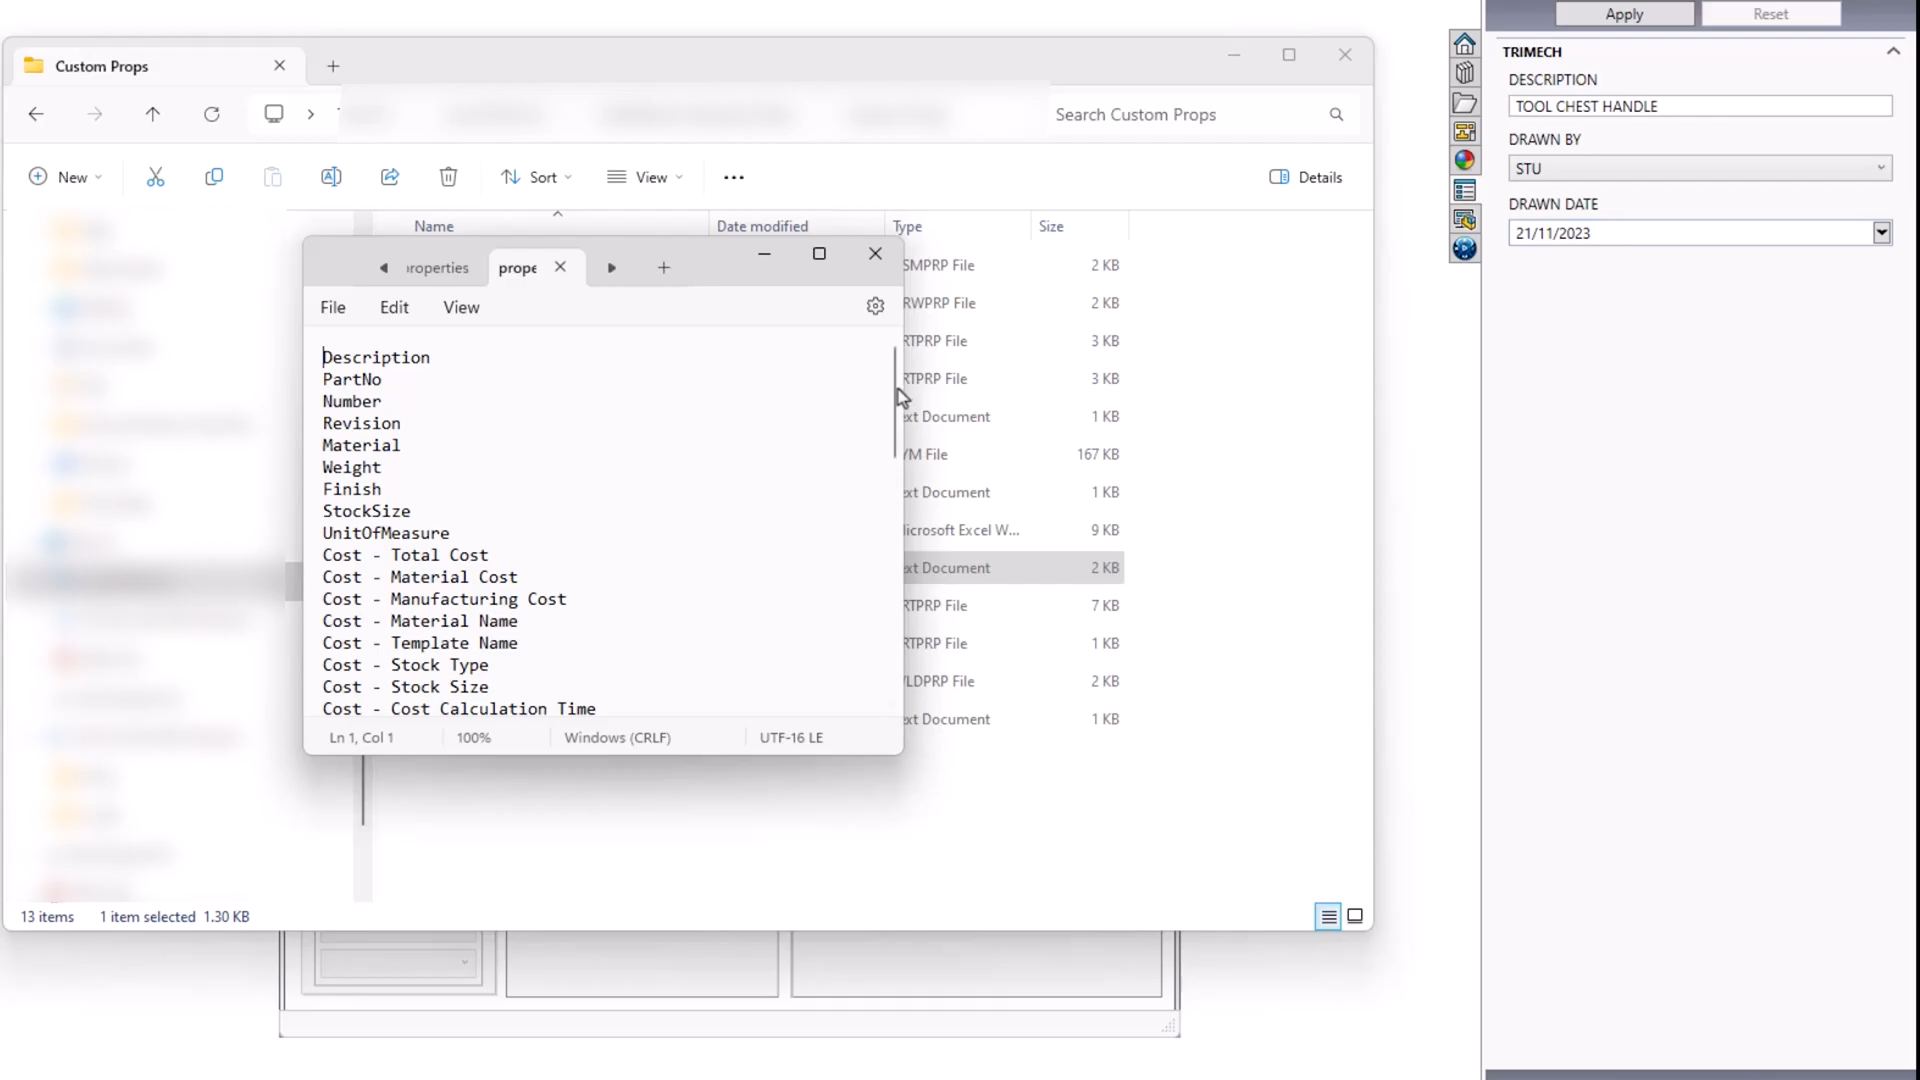 Apply
Reset
TRIMECH
DESCRIPTION
TOOL CHEST HANDLE
DRAWN BY
STU
DRAWN DATE
21/11/2023
Custom Props
Search Custom Props
New
Sort
View
Details
Name
Date modified
Type
Size
SMPRP File 2 KB
RWPRP File 2 KB
RTPRP File 3 KB
RTPRP File 3 KB
ext Document 1 KB
YM File 167 KB
ext Document 1 KB
licrosoft Excel W... 9 KB
ext Document 2 KB
RTPRP File 7 KB
RTPRP File 1 KB
LDPRP File 2 KB
ext Document 1 KB
roperties
prope
File Edit View
Description
PartNo
Number
Revision
Material
Weight
Finish
StockSize
UnitOfMeasure
Cost - Total Cost
Cost - Material Cost
Cost - Manufacturing Cost
Cost - Material Name
Cost - Template Name
Cost - Stock Type
Cost - Stock Size
Cost - Cost Calculation Time
Ln 1, Col 1
100%
Windows (CRLF)
UTF-16 LE
13 items
1 item selected 1.30 KB